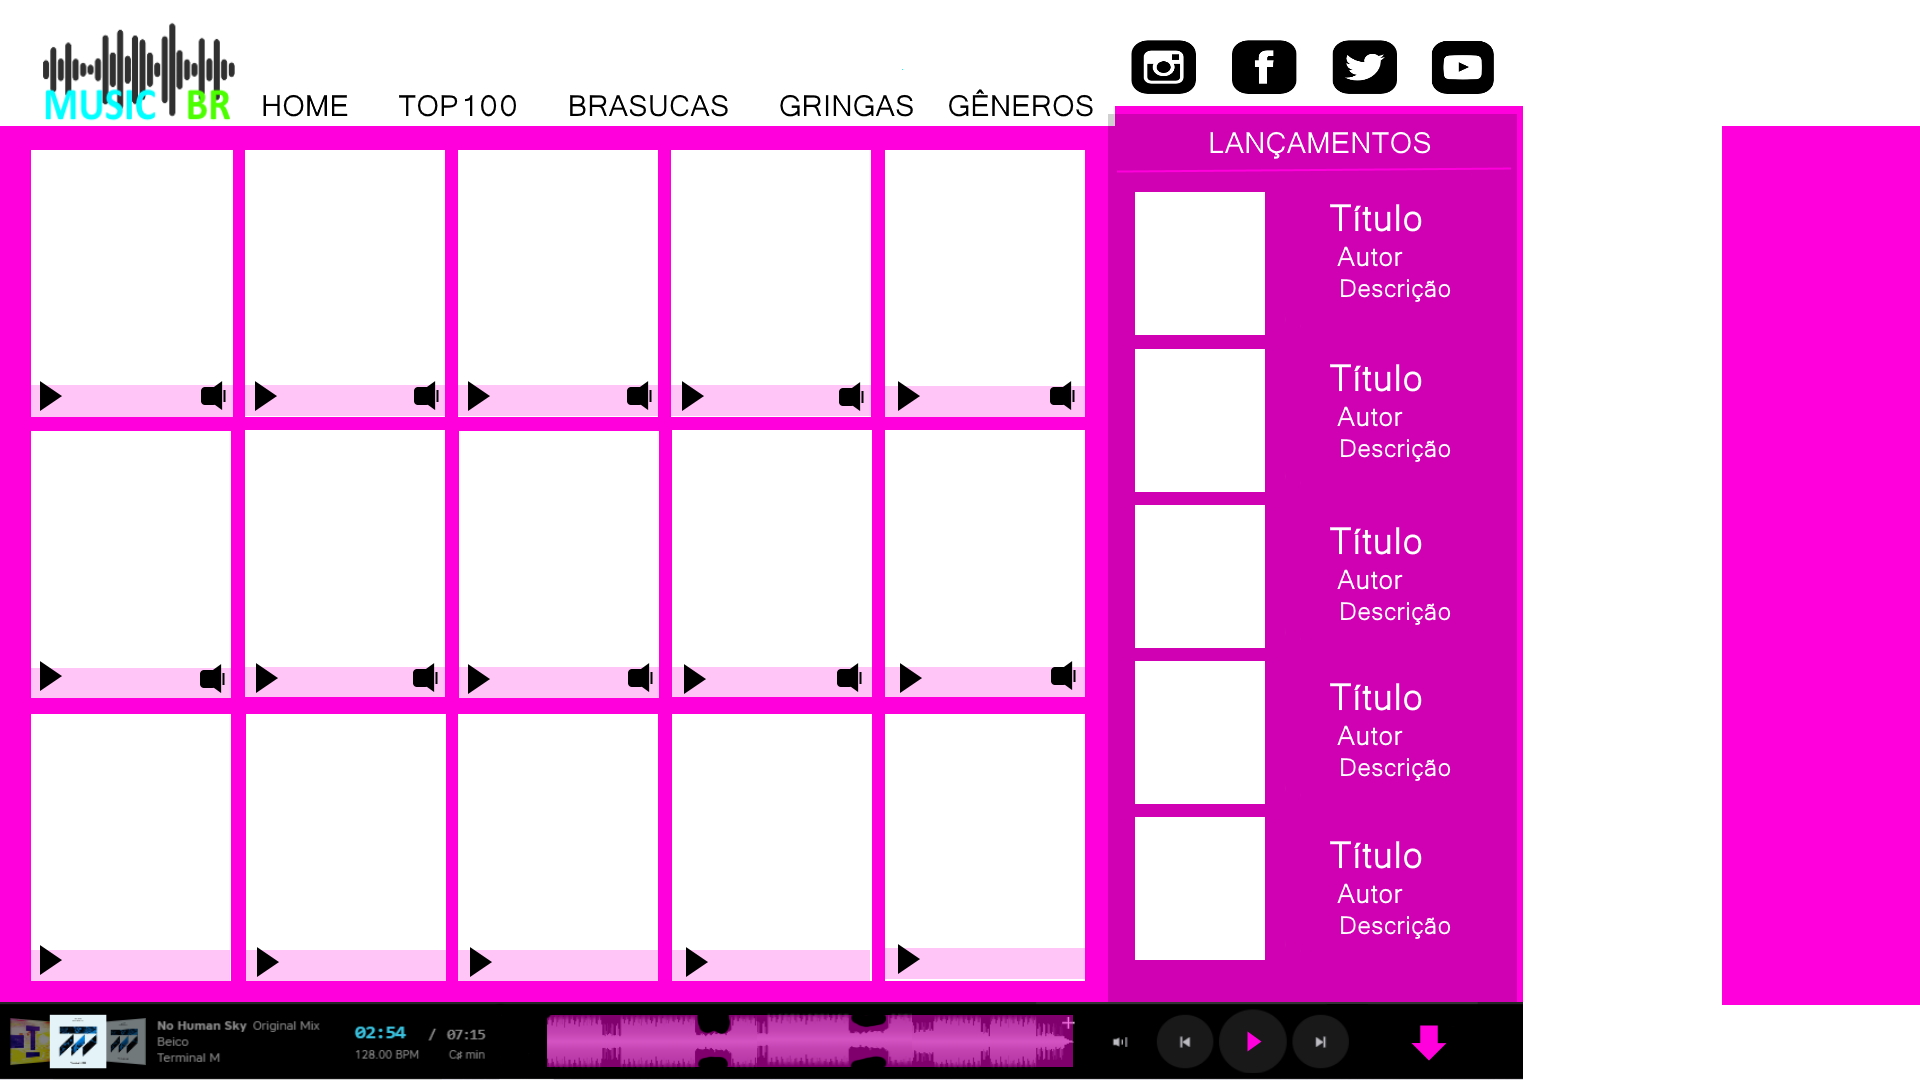 MUSIC BR
HOME TOP100 BRASUCAS GRINGAS GÊNEROS
LANÇAMENTOS
Título
Autor
Descrição
Título
Autor
Descrição
Título
Autor
Descrição
Título
Autor
Descrição
Título
Autor
Descrição
No Human Sky Original Mix
Beico
Terminal M
02:54 / 07:15
128.00 BPM C♯ min